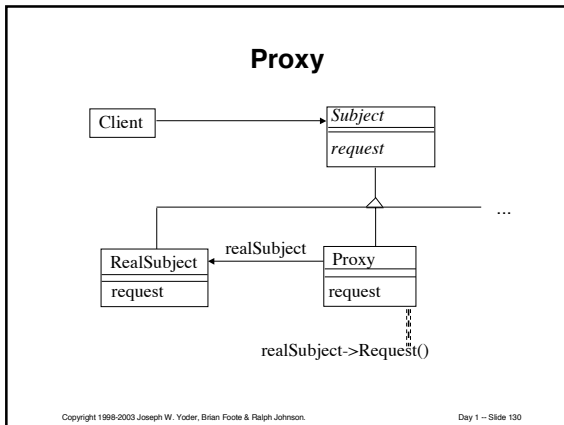 Proxy
Client
Subject
request
...
realSubject
RealSubject
request
Proxy
request
realSubject->Request()
Copyright 1998-2003 Joseph W. Yoder, Brian Foote & Ralph Johnson.
Day 1 -- Slide 130